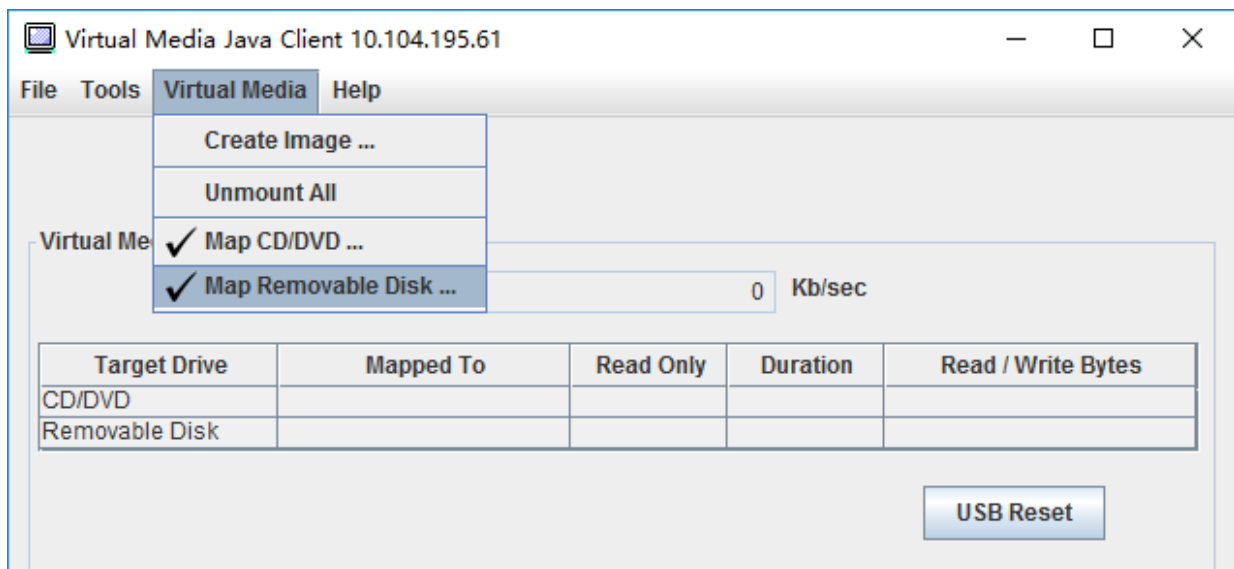 Virtual Media Java Client 10.104.195.61
File Tools Virtual Media Help
Create Image ...
Unmount All
Virtual Me
✓ Map CD/DVD ...
✓ Map Removable Disk ...
0 Kb/sec
Target Drive Mapped To Read Only Duration Read / Write Bytes
CD/DVD
Removable Disk
USB Reset